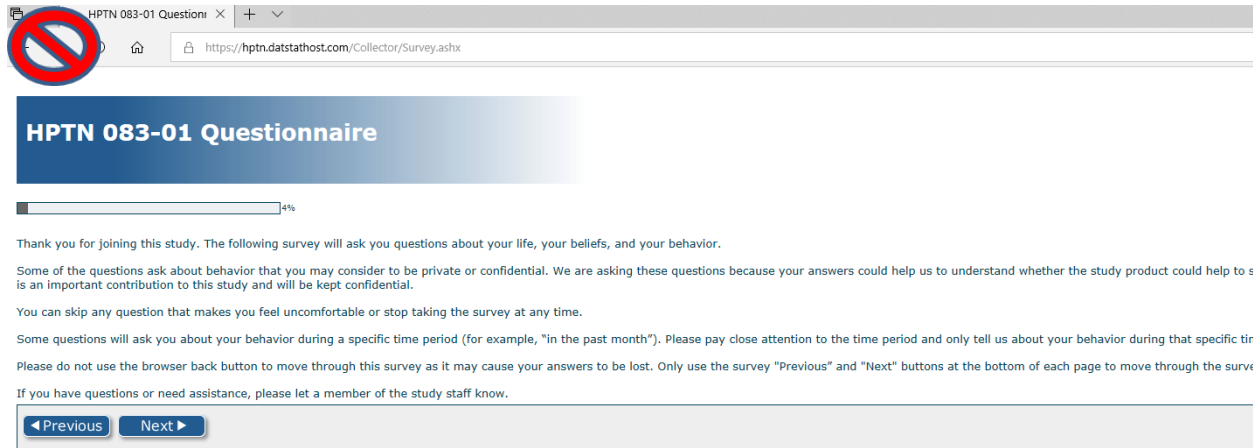 HPTN 083-01 Questionn
https://hptn.datstathost.com/Collector/Survey.ashx
HPTN 083-01 Questionnaire
4%
Thank you for joining this study. The following survey will ask you questions about your life, your beliefs, and your behavior.
Some of the questions ask about behavior that you may consider to be private or confidential. We are asking these questions because your answers could help us to understand whether the study product could help to s
is an important contribution to this study and will be kept confidential.
You can skip any question that makes you feel uncomfortable or stop taking the survey at any time.
Some questions will ask you about your behavior during a specific time period (for example, “in the past month”). Please pay close attention to the time period and only tell us about your behavior during that specific tim
Please do not use the browser back button to move through this survey as it may cause your answers to be lost. Only use the survey "Previous" and "Next" buttons at the bottom of each page to move through the surve
If you have questions or need assistance, please let a member of the study staff know.
Previous Next